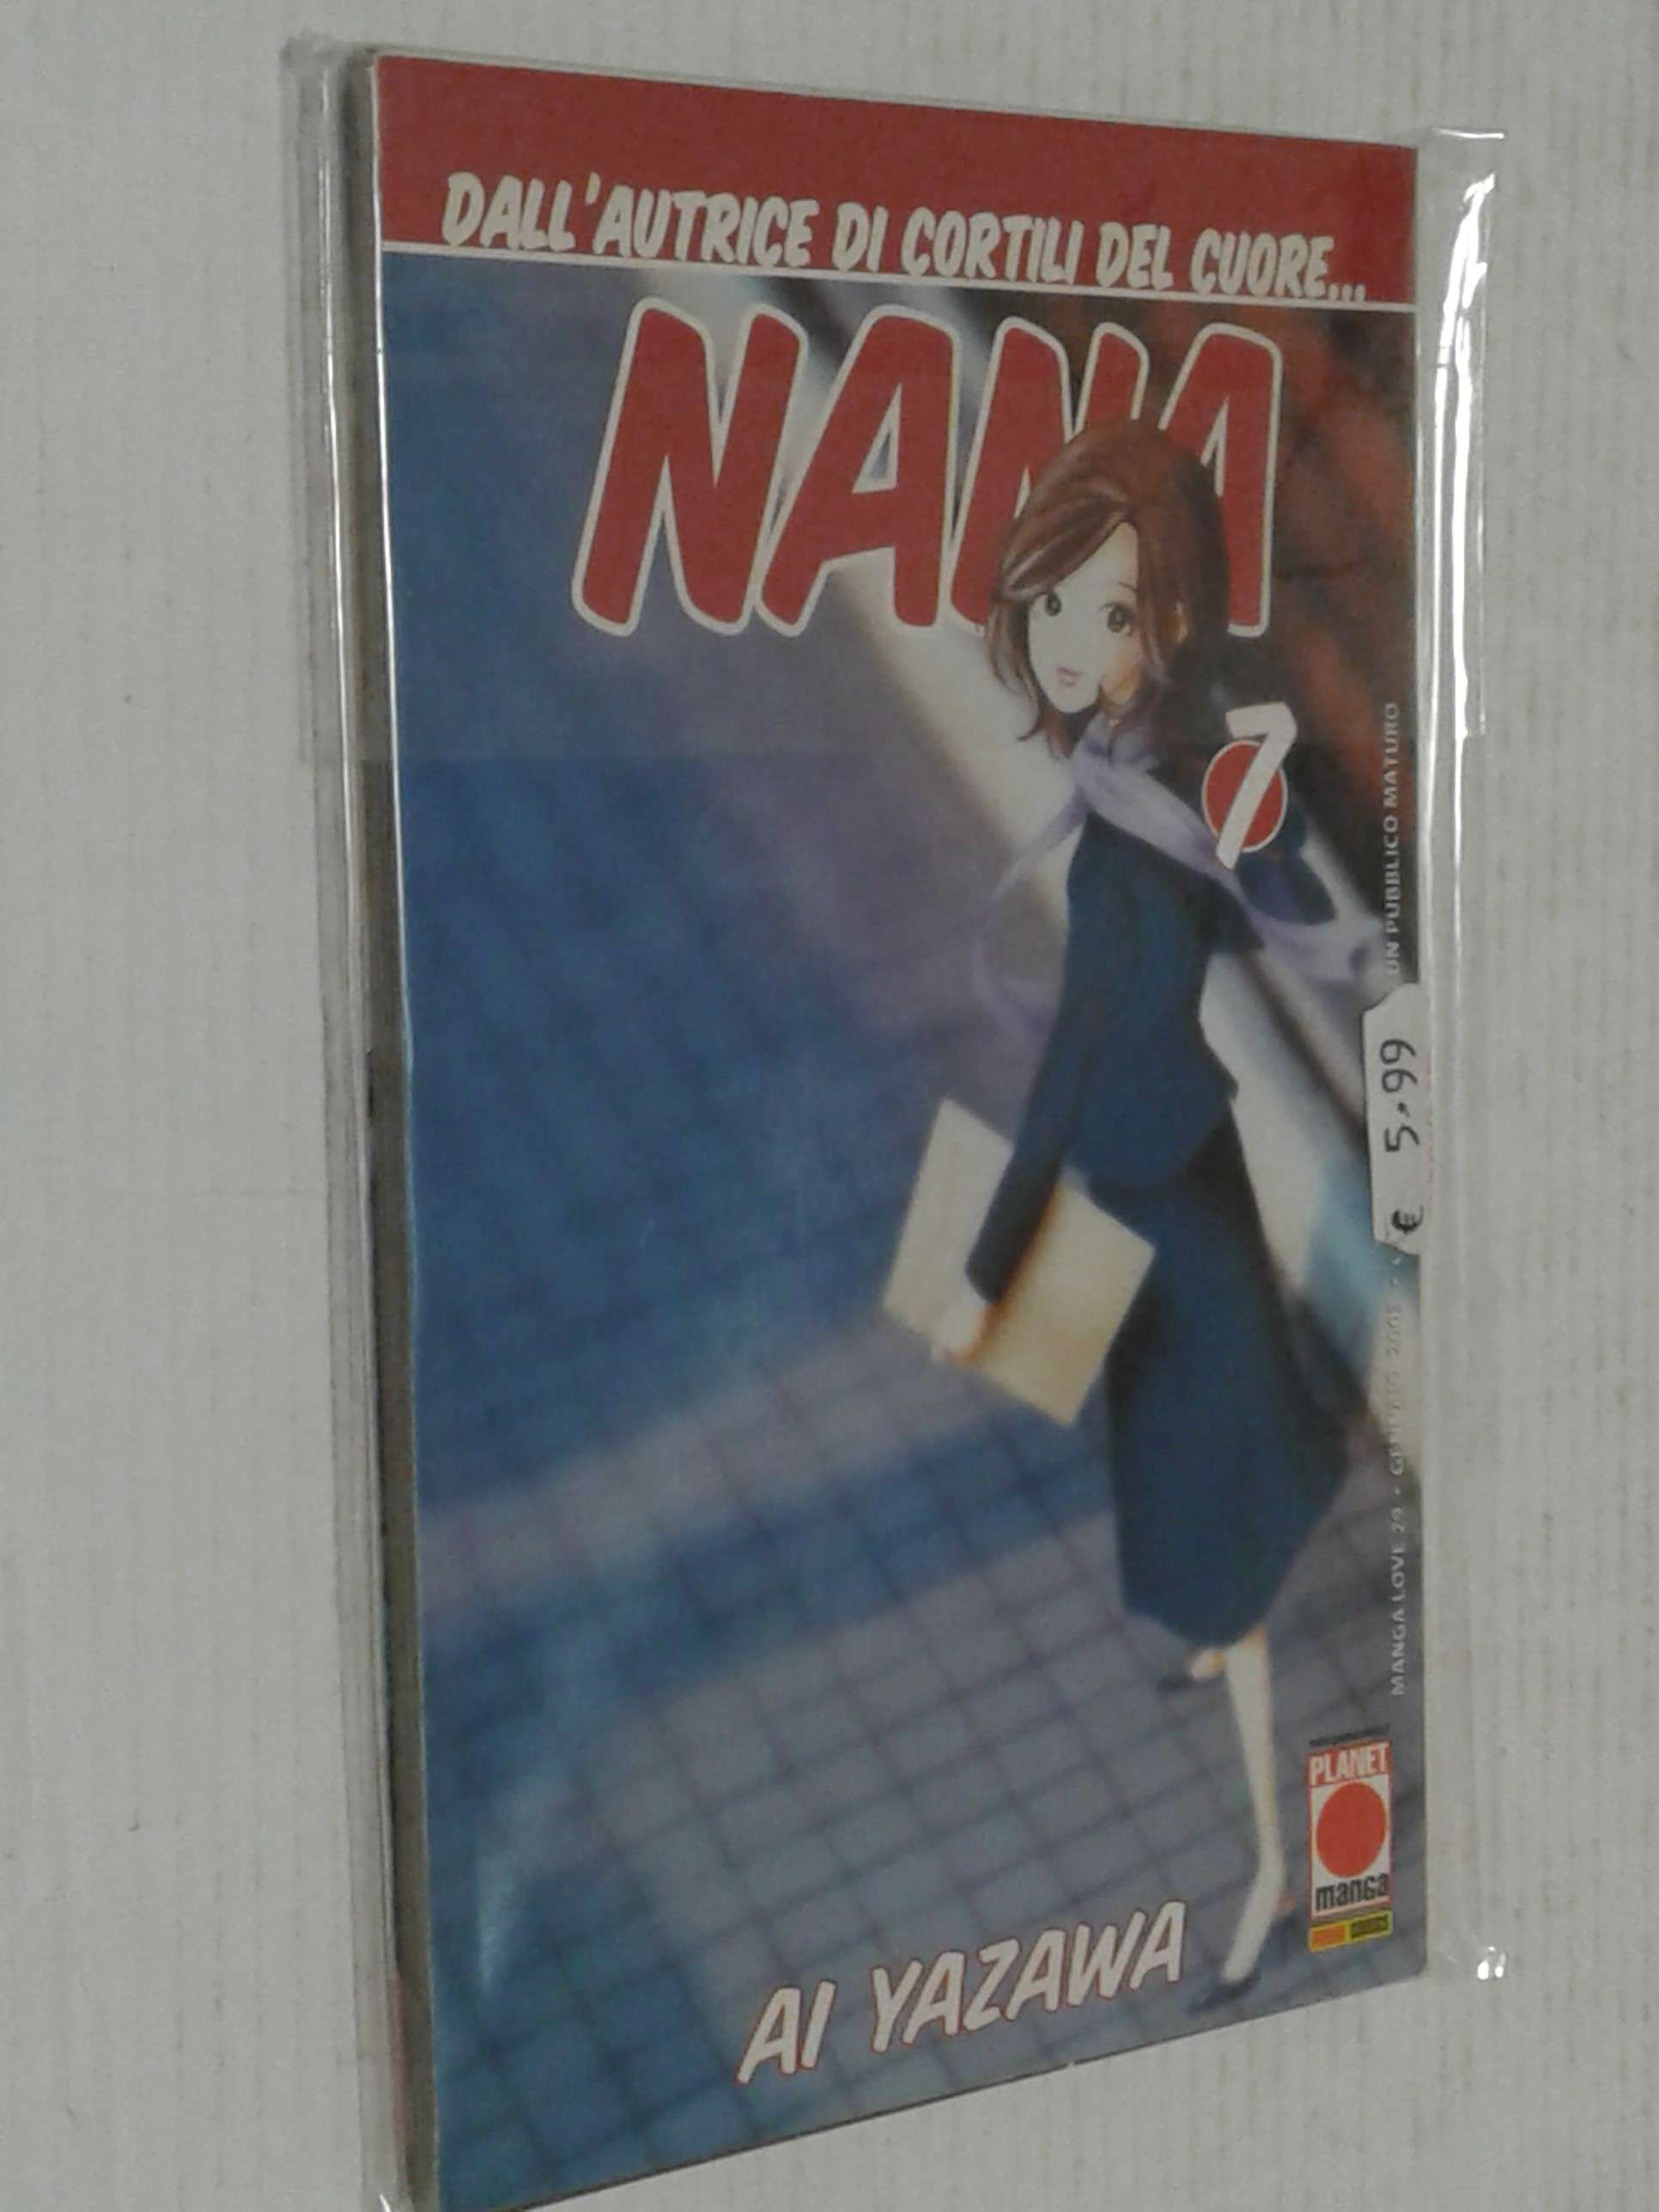 DALL'AUTRICE DI CORTILI DEL CUORE...
NANA
7
UN PUBBLICO MATURO
€ 5.99
MANGA LOVE 29 -
PLANET
manga
AI YAZAWA